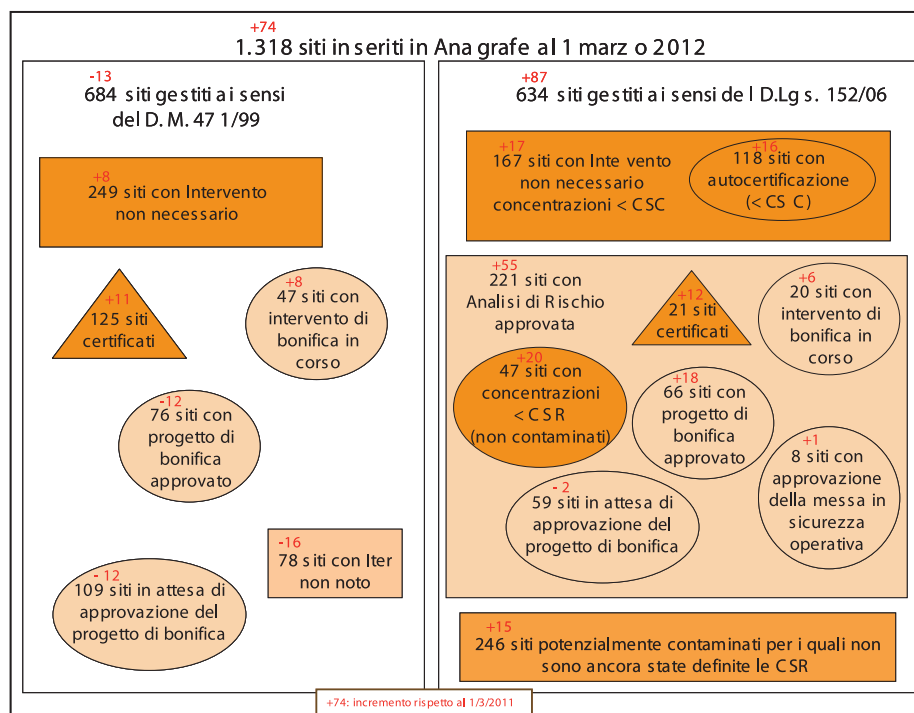 +74
1.318 siti inseriti in Anagrafe al 1 marzo 2012
-13
684 siti gestiti ai sensi
del D. M. 471/99
+8
249 siti con Intervento
non necessario
+11
125 siti
certificati
+8
47 siti con
intervento di
bonifica in
corso
-12
76 siti con
progetto di
bonifica
approvato
-16
78 siti con Iter
non noto
- 12
109 siti in attesa di
approvazione del
progetto di bonifica
+87
634 siti gestiti ai sensi del D.Lgs. 152/06
+17
167 siti con Inte vento
non necessario
concentrazioni < CSC
+16
118 siti con
autocertificazione
(< CSC)
+55
221 siti con
Analisi di Rischio
approvata
+12
21 siti
certificati
+6
20 siti con
intervento di
bonifica in
corso
+20
47 siti con
concentrazioni
< CSR
(non contaminati)
+18
66 siti con
progetto di
bonifica
approvato
+1
8 siti con
approvazione
della messa in
sicurezza
operativa
- 2
59 siti in attesa di
approvazione del
progetto di bonifica
+15
246 siti potenzialmente contaminati per i quali non
sono ancora state definite le CSR
+74: incremento rispetto al 1/3/2011